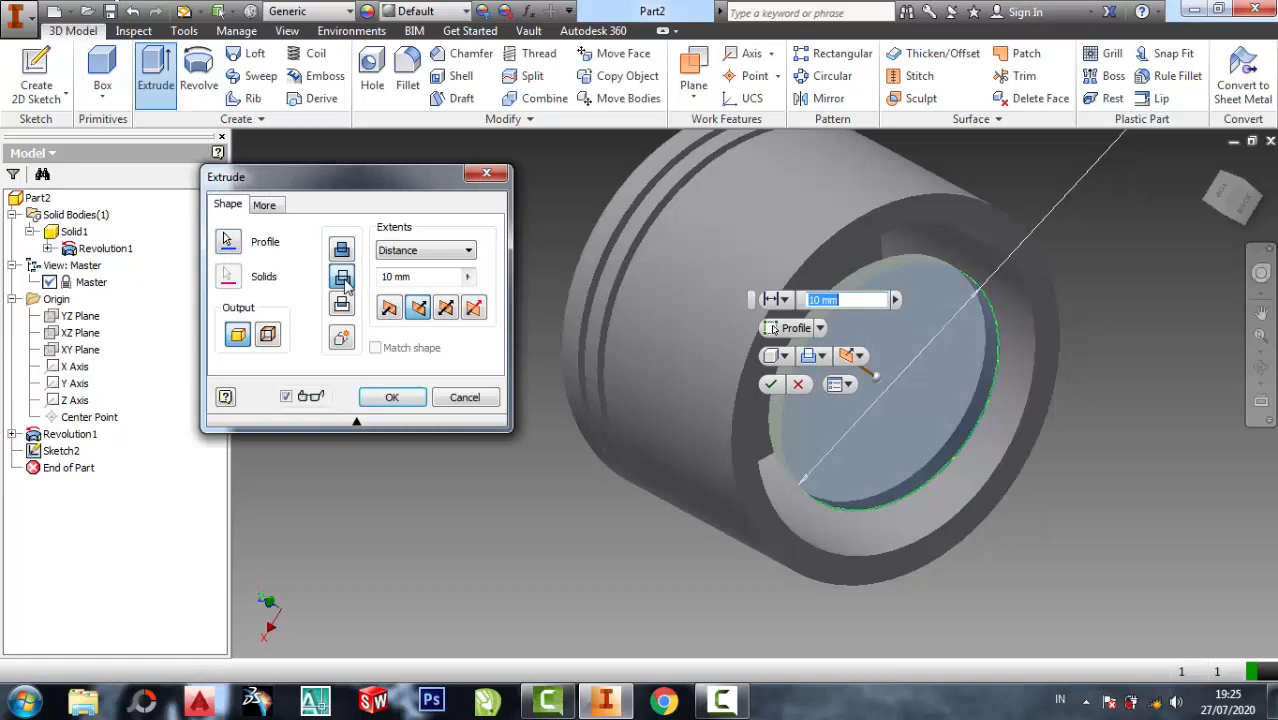 Generic
Default
Part2
Type a keyword or phrase
Sign In
PRO
3D Model
Inspect
Tools
Manage
View
Environments
BIM
Get Started
Vault
Autodesk 360
Create
2D Sketch
Sketch
Box
Primitives
Extrude
Revolve
Loft
Sweep
Rib
Coil
Emboss
Derive
Create
Hole
Fillet
Chamfer
Shell
Draft
Thread
Split
Combine
Move Face
Copy Object
Move Bodies
Modify
Plane
Axis
Point
UCS
Work Features
Rectangular
Circular
Mirror
Pattern
Thicken/Offset
Stitch
Sculpt
Patch
Trim
Delete Face
Surface
Grill
Boss
Rest
Snap Fit
Rule Fillet
Lip
Plastic Part
Convert to
Sheet Metal
Convert
Model
Part2
Solid Bodies(1)
Solid1
Revolution1
View: Master
Master
Origin
YZ Plane
XZ Plane
XY Plane
X Axis
Y Axis
Z Axis
Center Point
Revolution1
Sketch2
End of Part
Extrude
Shape
More
Profile
Solids
Output
Extents
Distance
10 mm
Match shape
OK
Cancel
10 mm
Profile
TOP
BACK
X
1 1
SW
Ps
IN
19:25
27/07/2020